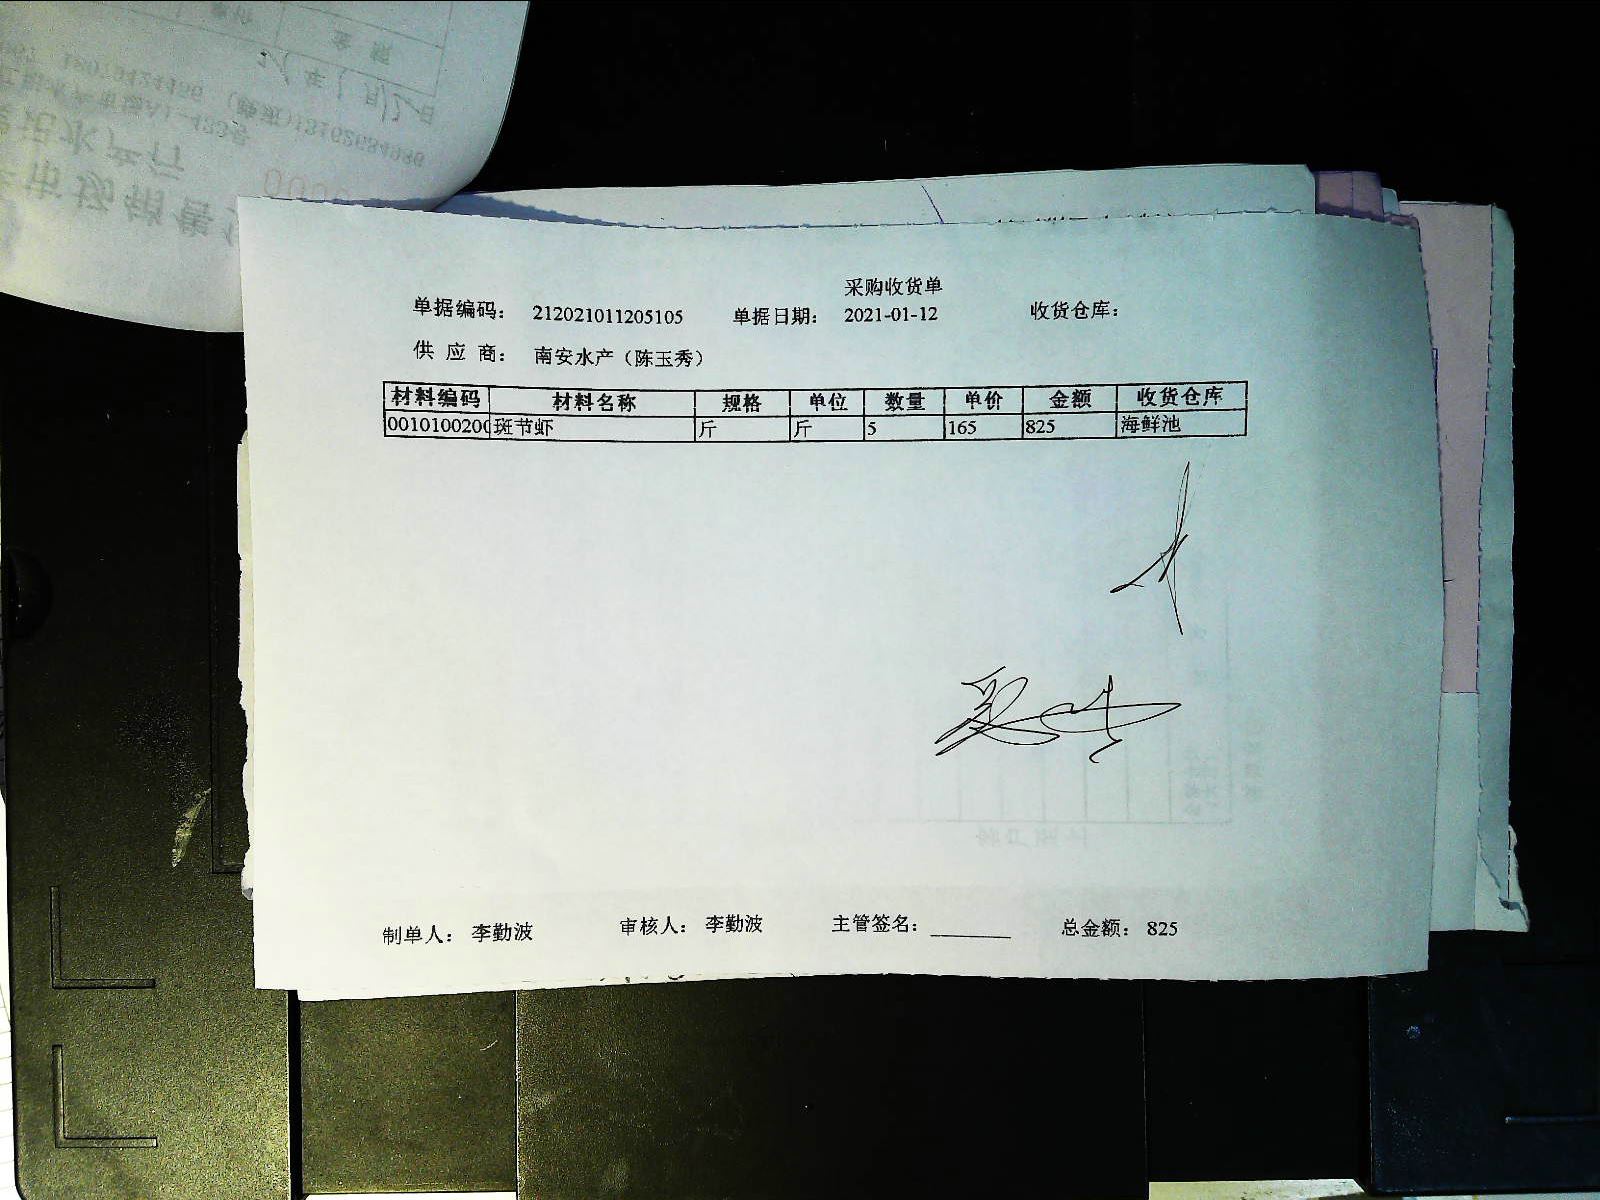 采购收货单
单据编码： 212021011205105 单据日期： 2021-01-12 收货仓库：
供 应 商： 南安水产（陈玉秀）
材料编码 材料名称 规格 单位 数量 单价 金额 收货仓库
0010100200 斑节虾 斤 斤 5 165 825 海鲜池
制单人： 李勤波 审核人： 李勤波 主管签名：________ 总金额： 825